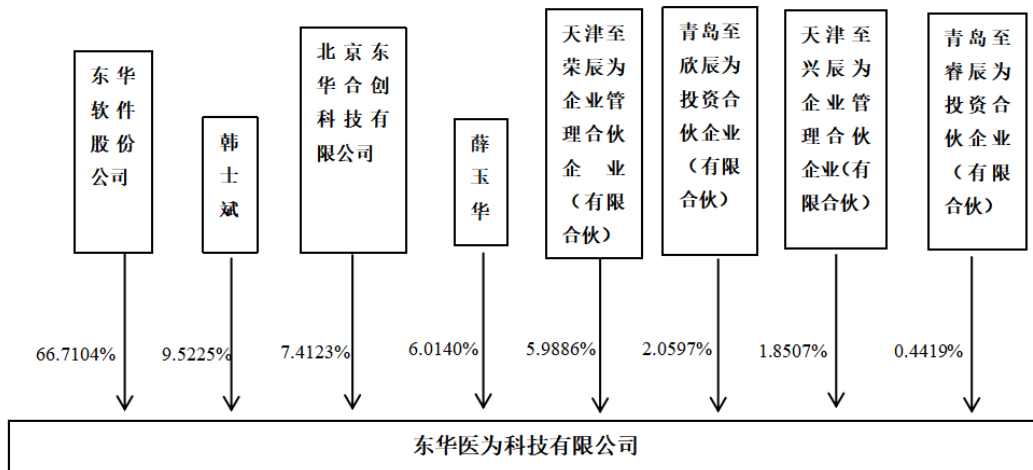 东华
软件
股份
公司
韩
士
斌
北京东
华合创
科技有
限公司
薛
玉
华
天津至
荣辰为
企业管
理合伙
企业
（有限
合伙）
青岛至
欣辰为
投资合
伙企业
（有限
合伙）
天津至
兴辰为
企业管
理合伙
企业(有
限合伙）
青岛至
睿辰为
投资合
伙企业
（有限
合伙）
66.7104%
9.5225%
7.4123%
6.0140%
5.9886%
2.0597%
1.8507%
0.4419%
东华医为科技有限公司